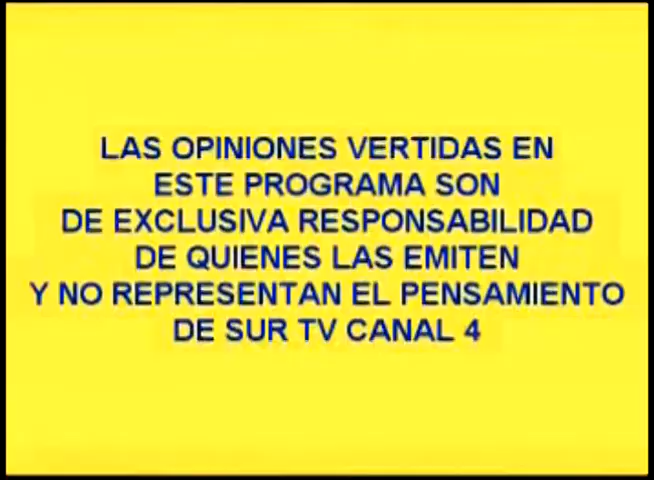 LAS OPINIONES VERTIDAS EN
ESTE PROGRAMA SON
DE EXCLUSIVA RESPONSABILIDAD
DE QUIENES LAS EMITEN
Y NO REPRESENTAN EL PENSAMIENTO
DE SUR TV CANAL 4